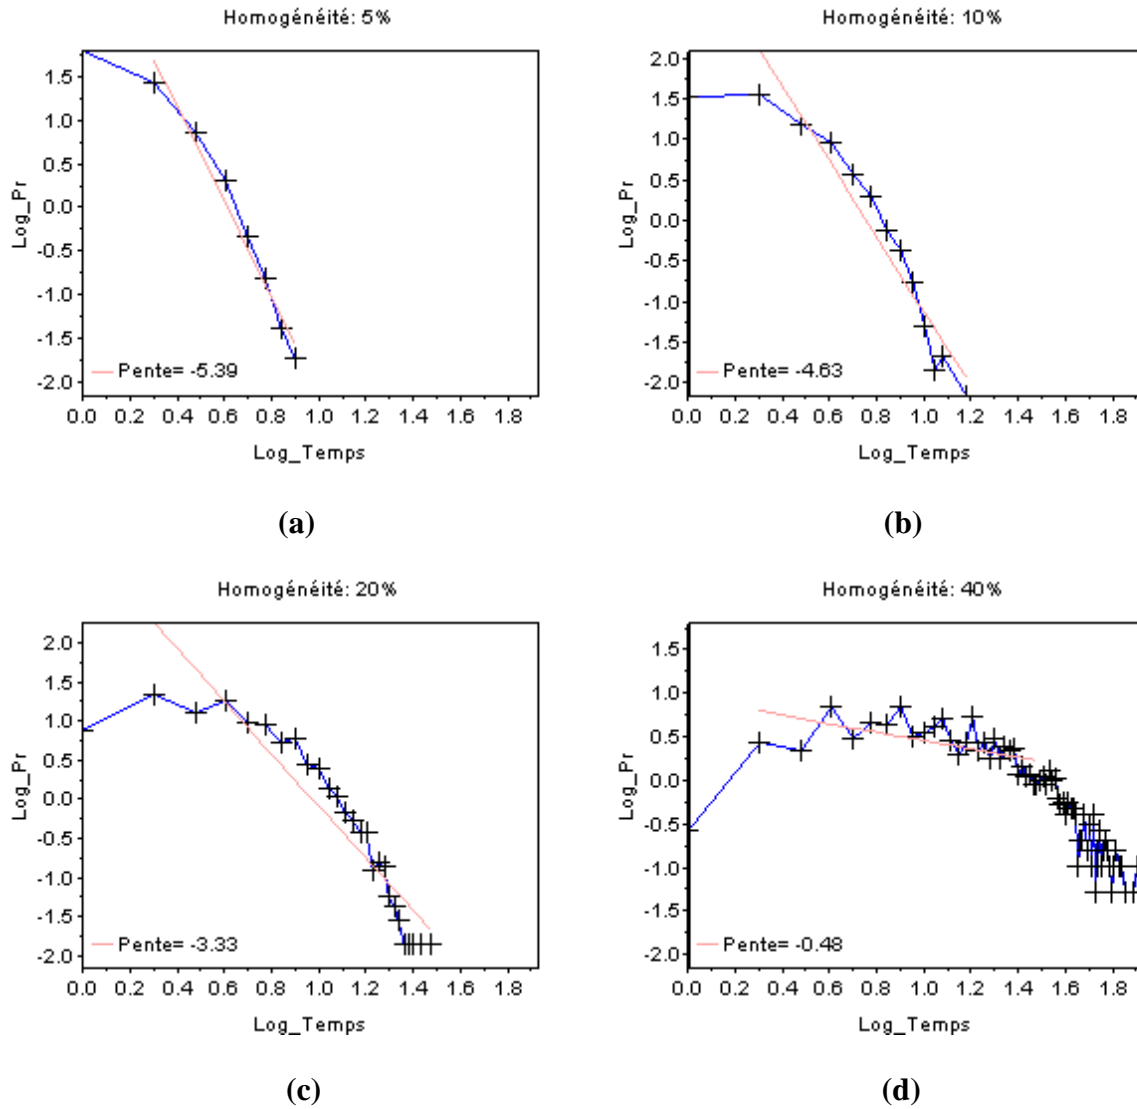 Homogénéité: 5%
Log_Pr
1.5
1.0
0.5
0.0
-0.5
-1.0
-1.5
-2.0
Pente= -5.39
0.0 0.2 0.4 0.6 0.8 1.0 1.2 1.4 1.6 1.8
Log_Temps
(a)
Homogénéité: 10%
Log_Pr
2.0
1.5
1.0
0.5
0.0
-0.5
-1.0
-1.5
-2.0
Pente= -4.63
0.0 0.2 0.4 0.6 0.8 1.0 1.2 1.4 1.6 1.8
Log_Temps
(b)
Homogénéité: 20%
Log_Pr
2.0
1.5
1.0
0.5
0.0
-0.5
-1.0
-1.5
-2.0
Pente= -3.33
0.0 0.2 0.4 0.6 0.8 1.0 1.2 1.4 1.6 1.8
Log_Temps
(c)
Homogénéité: 40%
Log_Pr
1.5
1.0
0.5
0.0
-0.5
-1.0
-1.5
-2.0
Pente= -0.48
0.0 0.2 0.4 0.6 0.8 1.0 1.2 1.4 1.6 1.8
Log_Temps
(d)